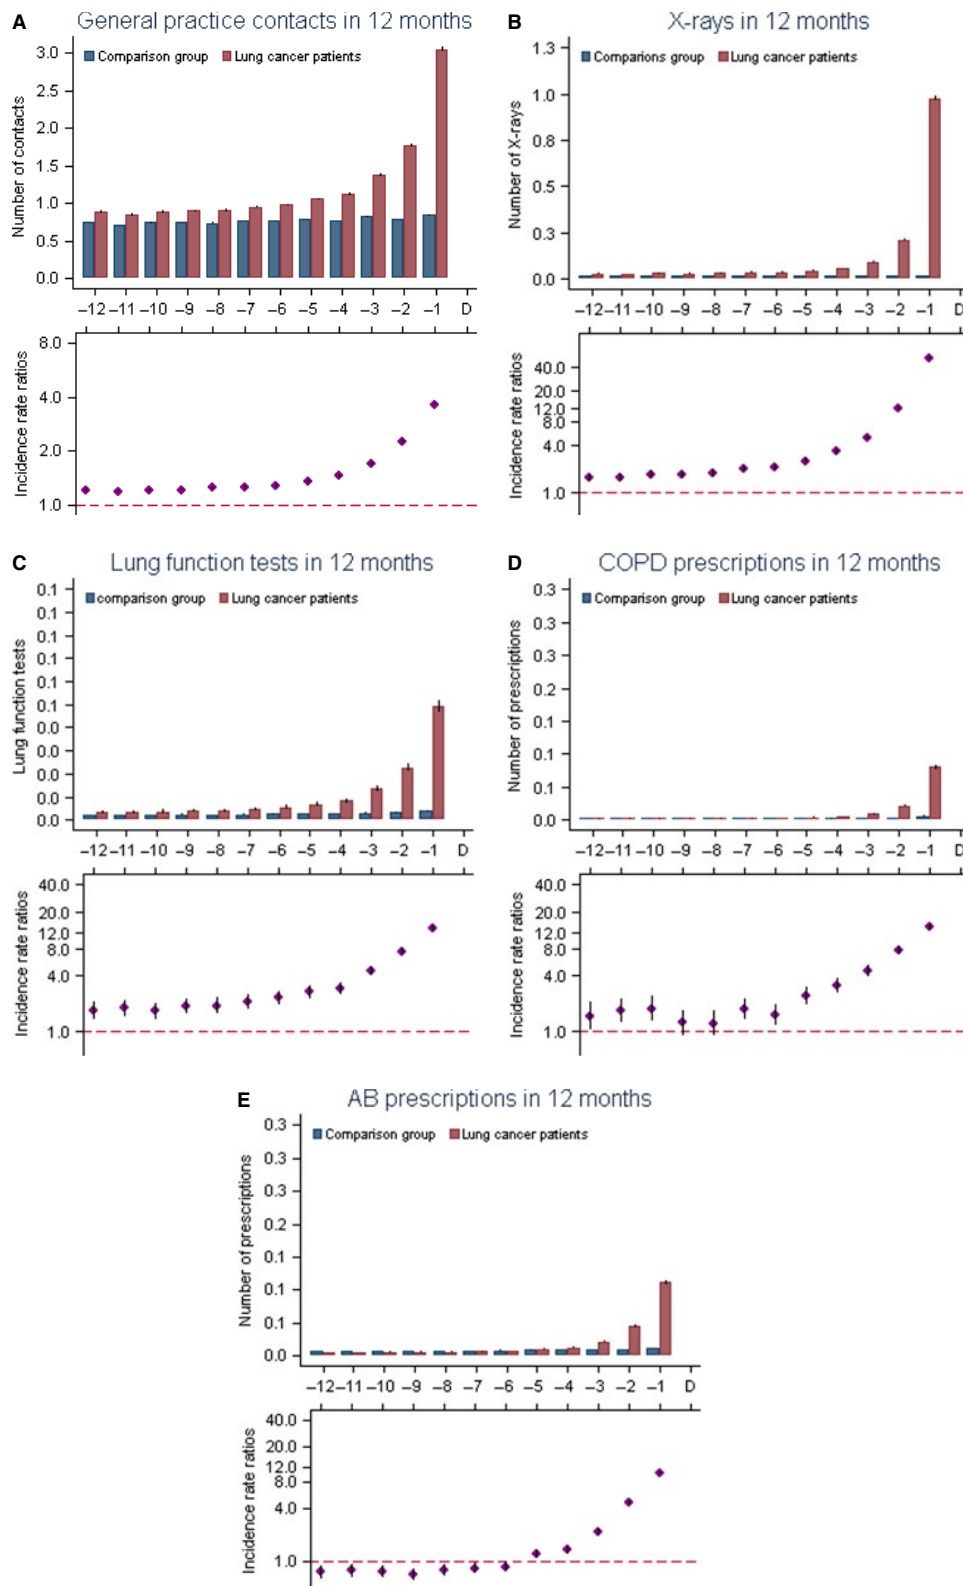 A General practice contacts in 12 months
Comparison group Lung cancer patients
Number of contacts
3.0
2.5
2.0
1.5
1.0
0.5
0.0
−12 −11 −10 −9 −8 −7 −6 −5 −4 −3 −2 −1 D
Incidence rate ratios
8.0
4.0
2.0
1.0
B X-rays in 12 months
Comparions group Lung cancer patients
Number of X-rays
1.3
1.0
0.8
0.5
0.3
0.0
−12 −11 −10 −9 −8 −7 −6 −5 −4 −3 −2 −1 D
Incidence rate ratios
40.0
20.0
12.0
8.0
4.0
1.0
C Lung function tests in 12 months
comparison group Lung cancer patients
Lung function tests
0.1
0.1
0.1
0.1
0.1
0.1
0.0
0.0
0.0
0.0
0.0
−12 −11 −10 −9 −8 −7 −6 −5 −4 −3 −2 −1 D
Incidence rate ratios
40.0
20.0
12.0
8.0
4.0
1.0
D COPD prescriptions in 12 months
Comparison group Lung cancer patients
Number of prescriptions
0.3
0.3
0.3
0.2
0.1
0.1
0.1
0.0
−12 −11 −10 −9 −8 −7 −6 −5 −4 −3 −2 −1 D
Incidence rate ratios
40.0
20.0
12.0
8.0
4.0
1.0
E AB prescriptions in 12 months
Comparison group Lung cancer patients
Number of prescriptions
0.3
0.3
0.3
0.2
0.1
0.1
0.1
0.0
−12 −11 −10 −9 −8 −7 −6 −5 −4 −3 −2 −1 D
Incidence rate ratios
40.0
20.0
12.0
8.0
4.0
1.0